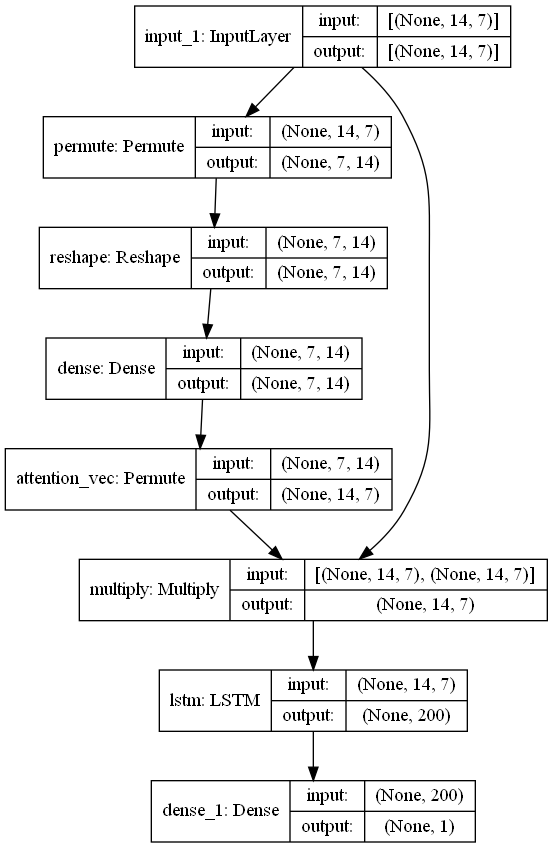 input_1: InputLayer
input: [(None, 14, 7)]
output: [(None, 14, 7)]
permute: Permute
input: (None, 14, 7)
output: (None, 7, 14)
reshape: Reshape
input: (None, 7, 14)
output: (None, 7, 14)
dense: Dense
input: (None, 7, 14)
output: (None, 7, 14)
attention_vec: Permute
input: (None, 7, 14)
output: (None, 14, 7)
multiply: Multiply
input: [(None, 14, 7), (None, 14, 7)]
output: (None, 14, 7)
lstm: LSTM
input: (None, 14, 7)
output: (None, 200)
dense_1: Dense
input: (None, 200)
output: (None, 1)